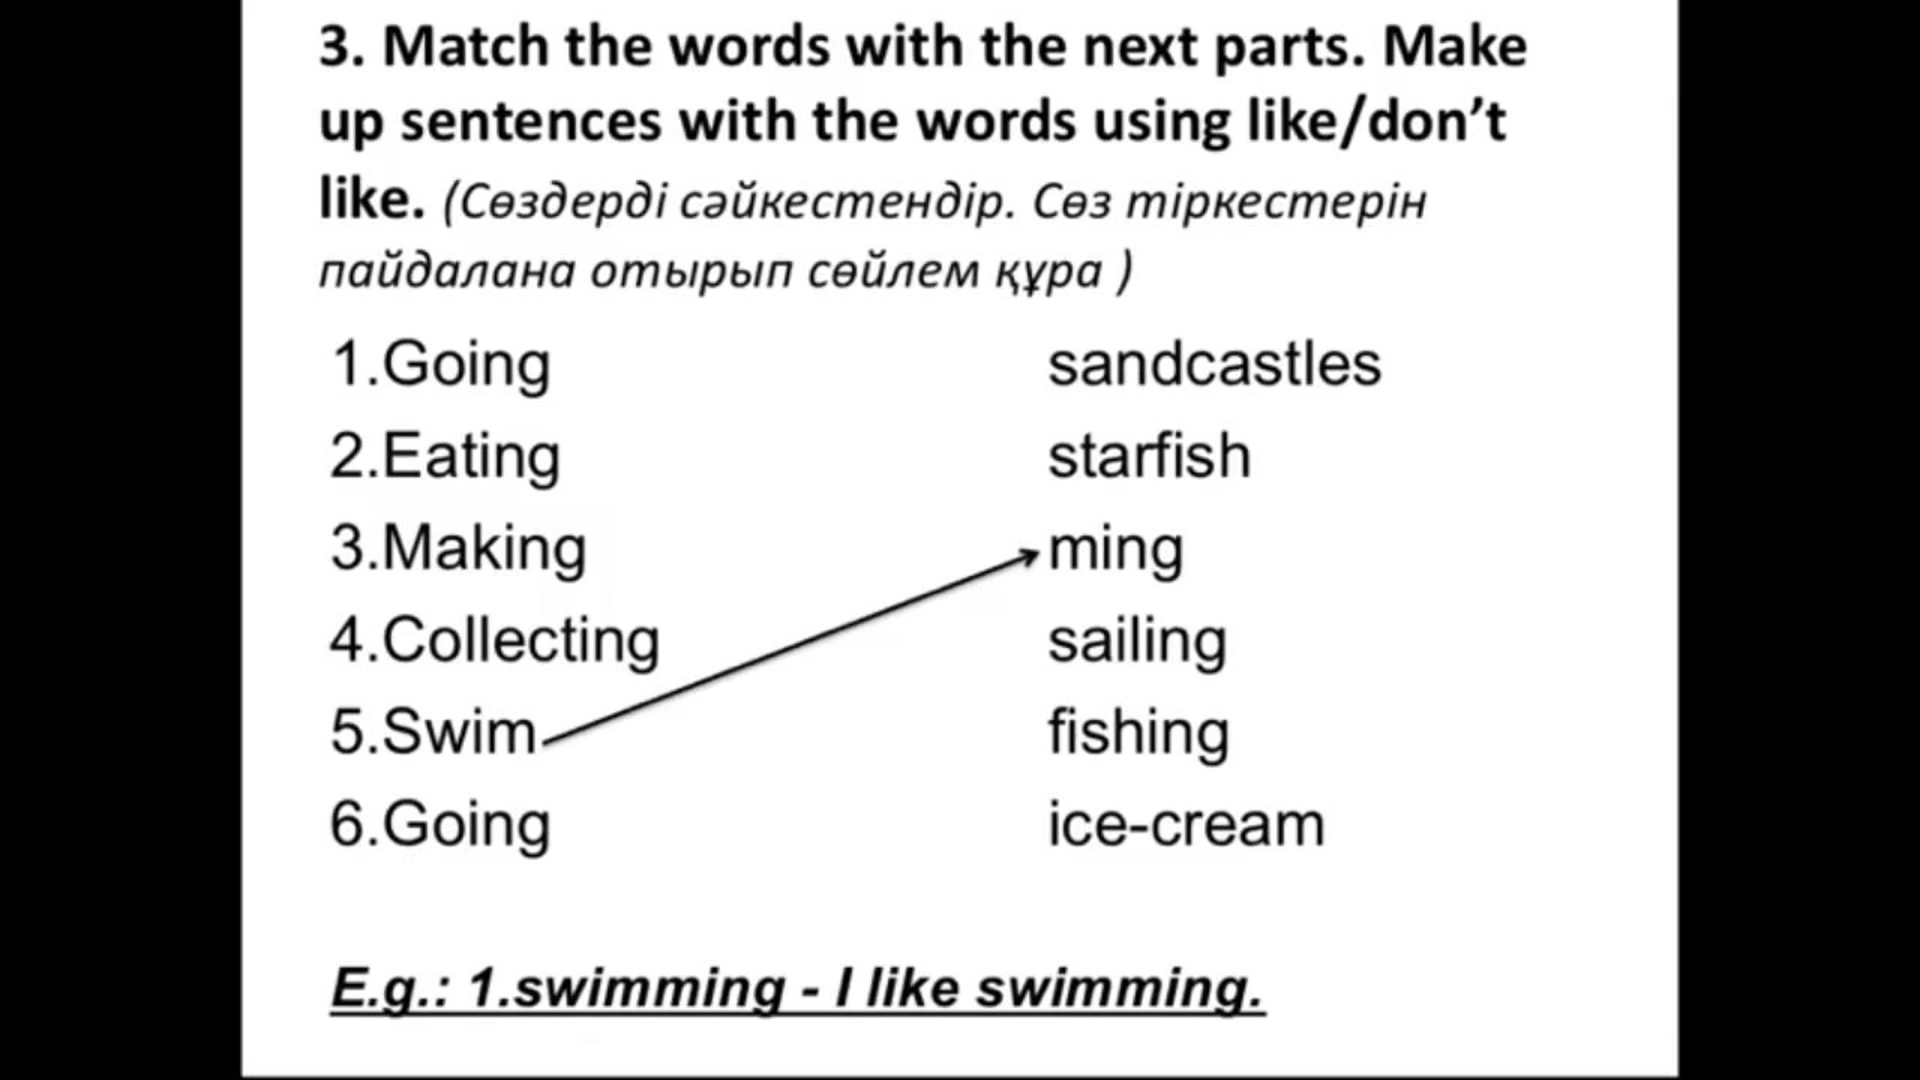 3. Match the words with the next parts. Make
up sentences with the words using like/don’t
like. (Сөздерді сәйкестендір. Сөз тіркестерін
пайдалана отырып сөйлем құра )
1.Going sandcastles
2.Eating starfish
3.Making ming
4.Collecting sailing
5.Swim fishing
6.Going ice-cream
E.g.: 1.swimming - I like swimming.